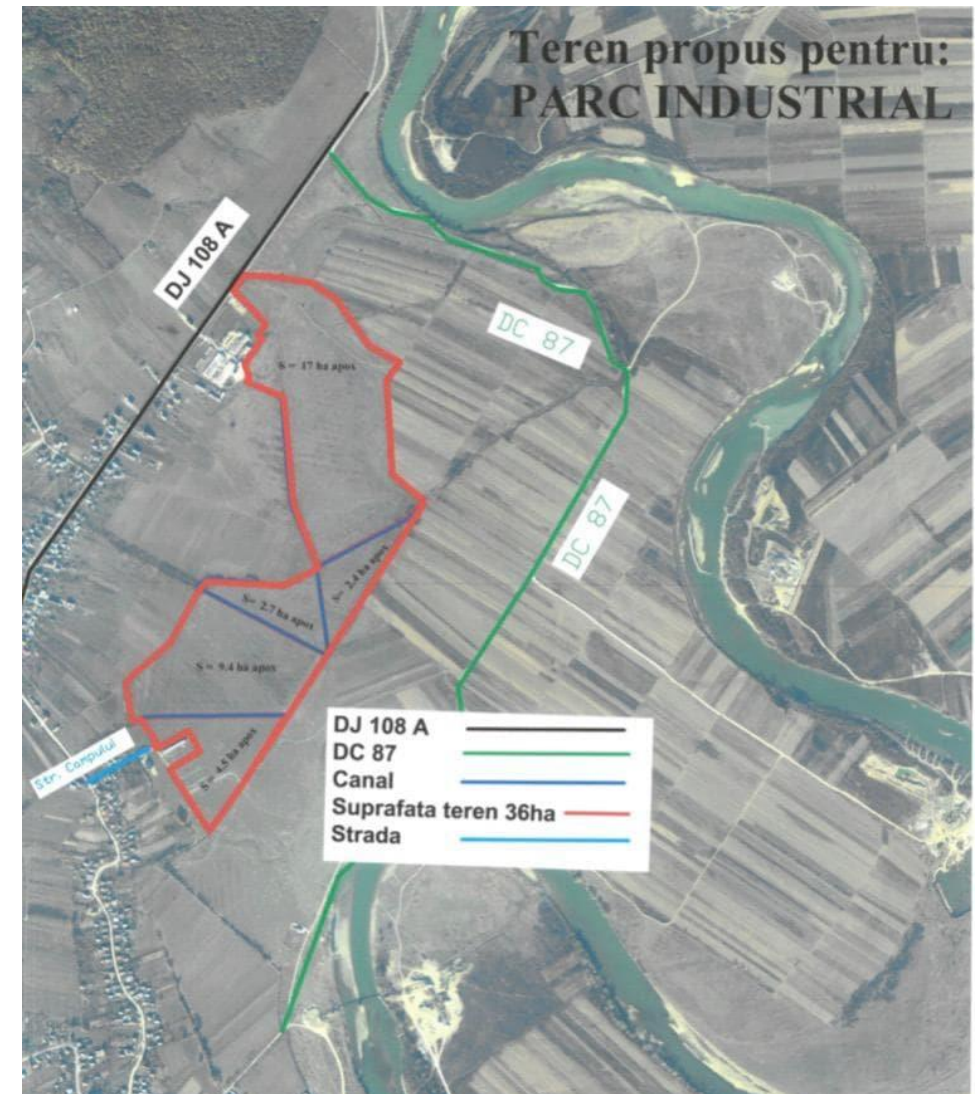 Teren propus pentru:
PARC INDUSTRIAL
DJ 108 A
DC 87
S = 17 ha apox
DC 87
S= 2.4 ha apox
S= 2.7 ha apox
S = 9.4 ha apox
Str. Campului
S= 4.5 ha apox
DJ 108 A
DC 87
Canal
Suprafata teren 36ha
Strada